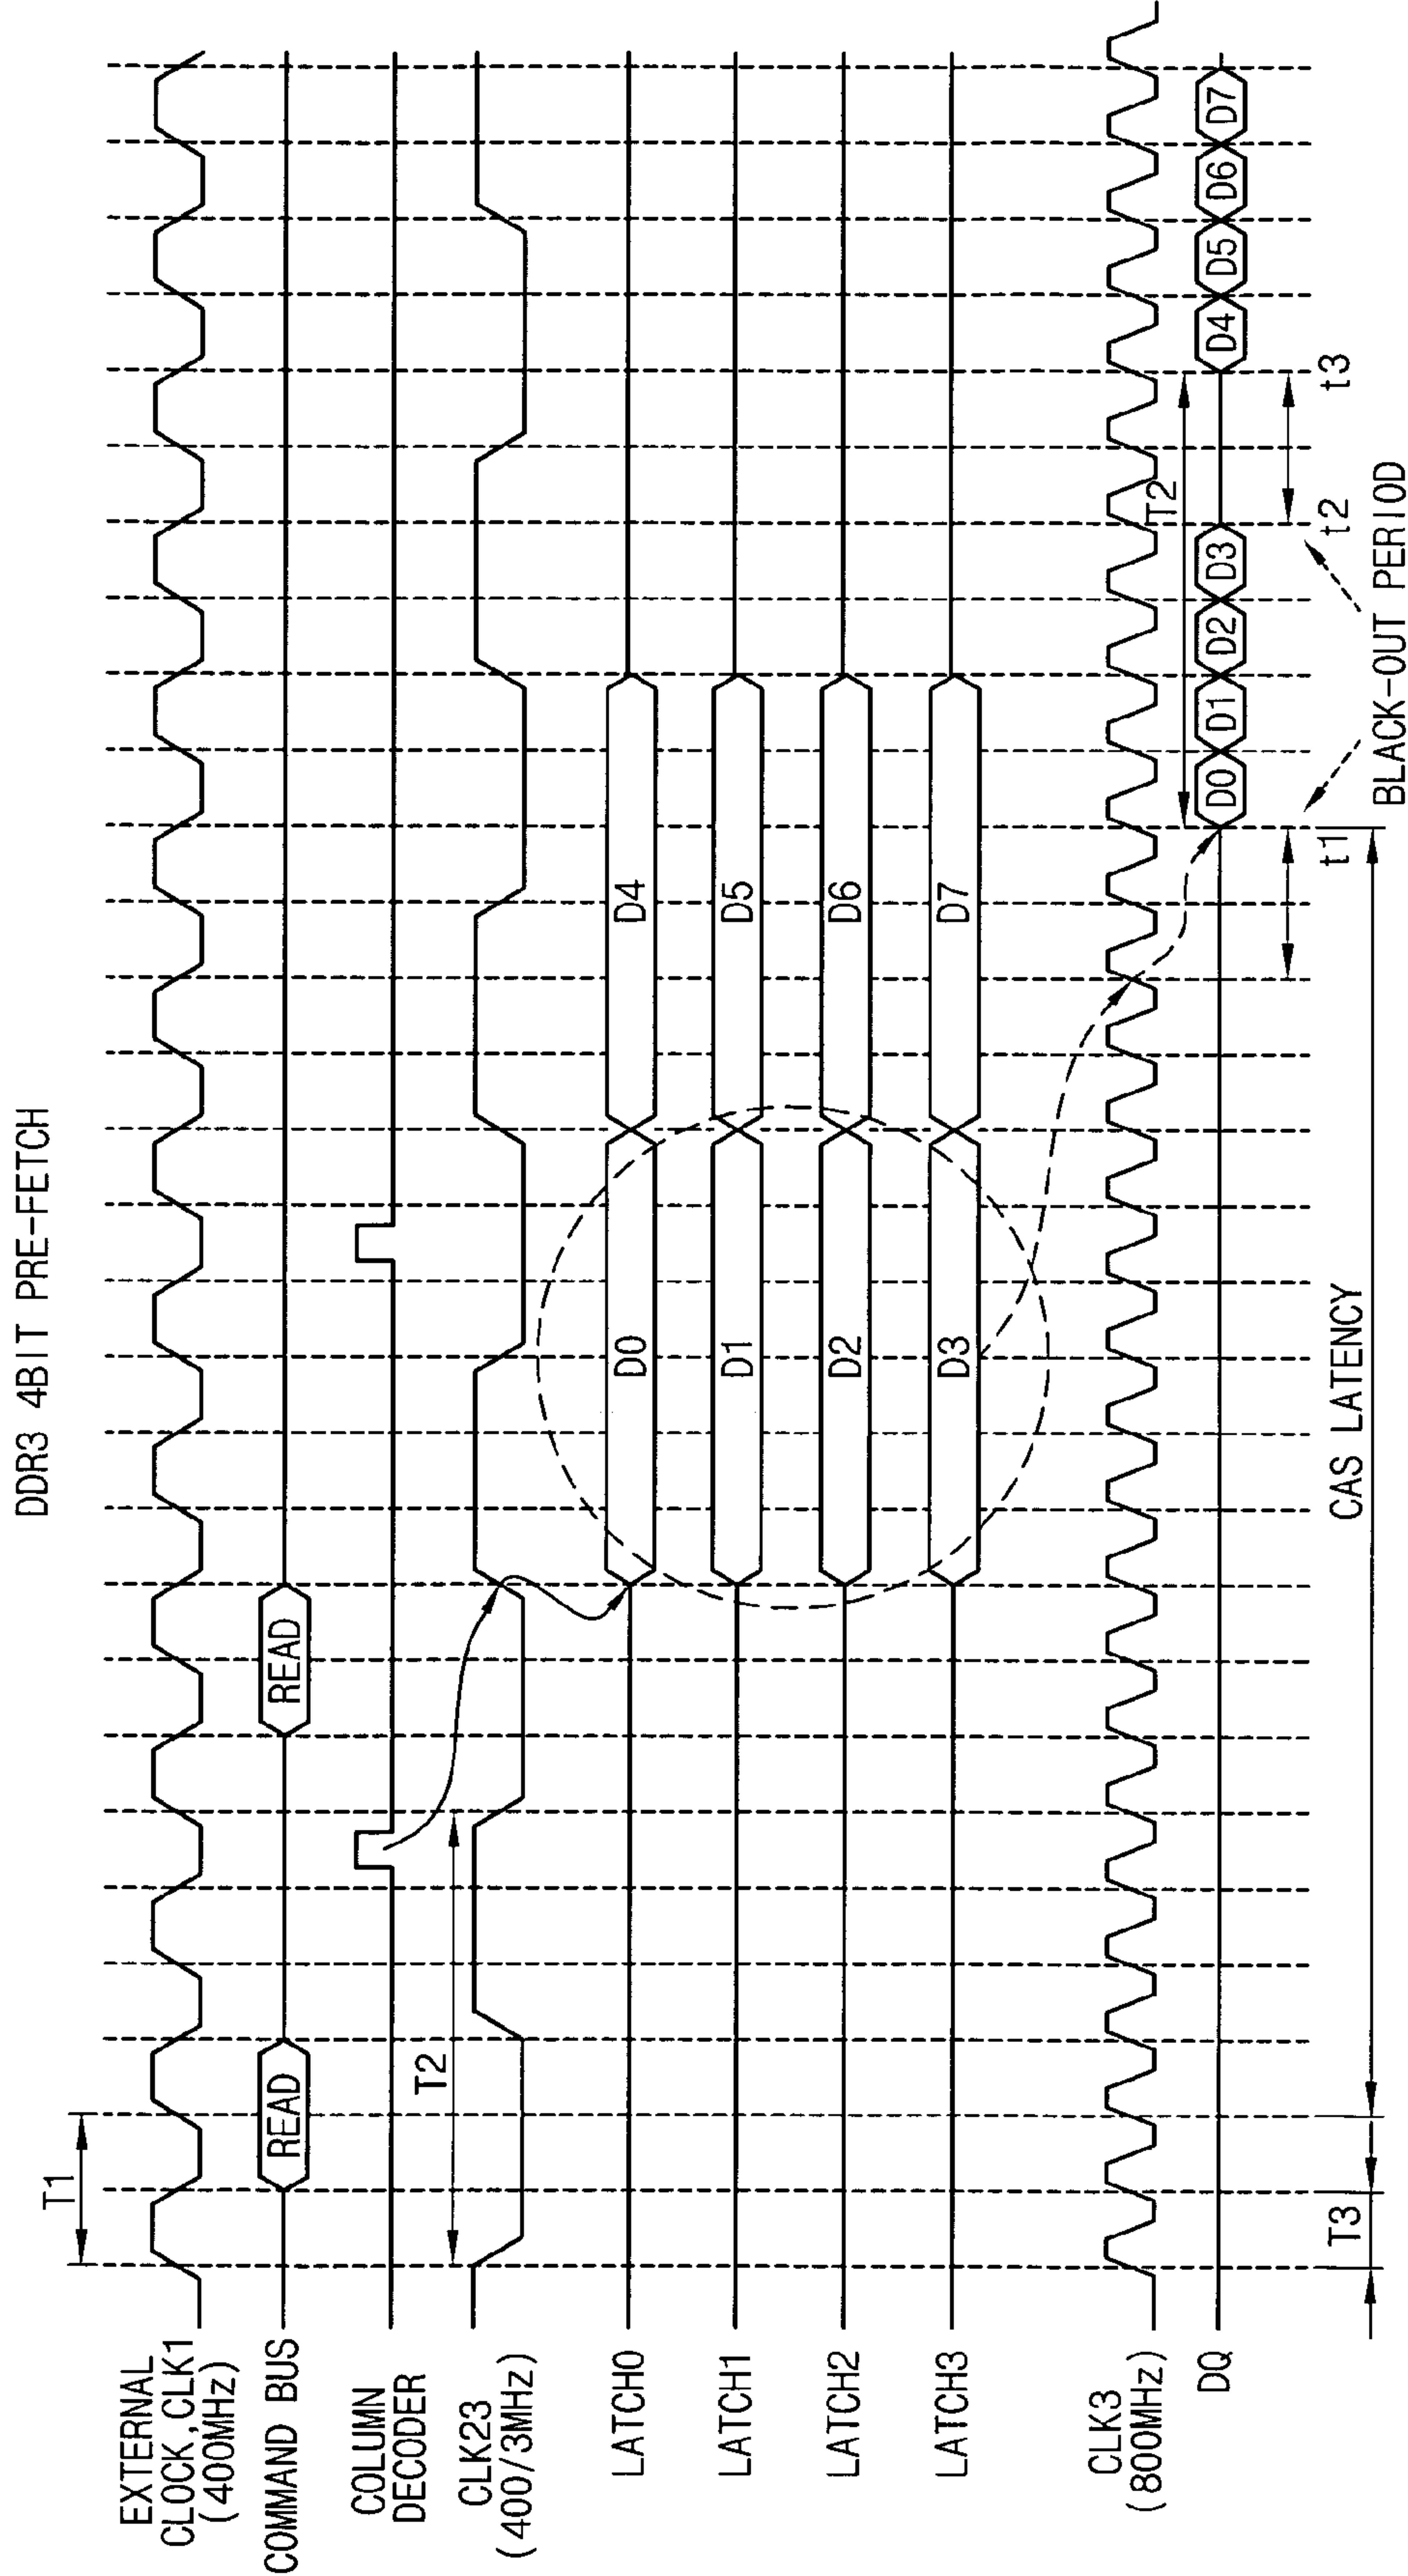 DDR3 4BIT PRE-FETCH
T1
EXTERNAL
CLOCK,CLK1
(400MHz)
COMMAND BUS
READ
READ
COLUMN
DECODER
T2
CLK23
(400/3MHz)
LATCH0
D0
D4
LATCH1
D1
D5
LATCH2
D2
D6
LATCH3
D3
D7
CLK3
(800MHz)
T2
DQ
D0
D1
D2
D3
D4
D5
D6
D7
T3
CAS LATENCY
t1
t2
t3
BLACK-OUT PERIOD